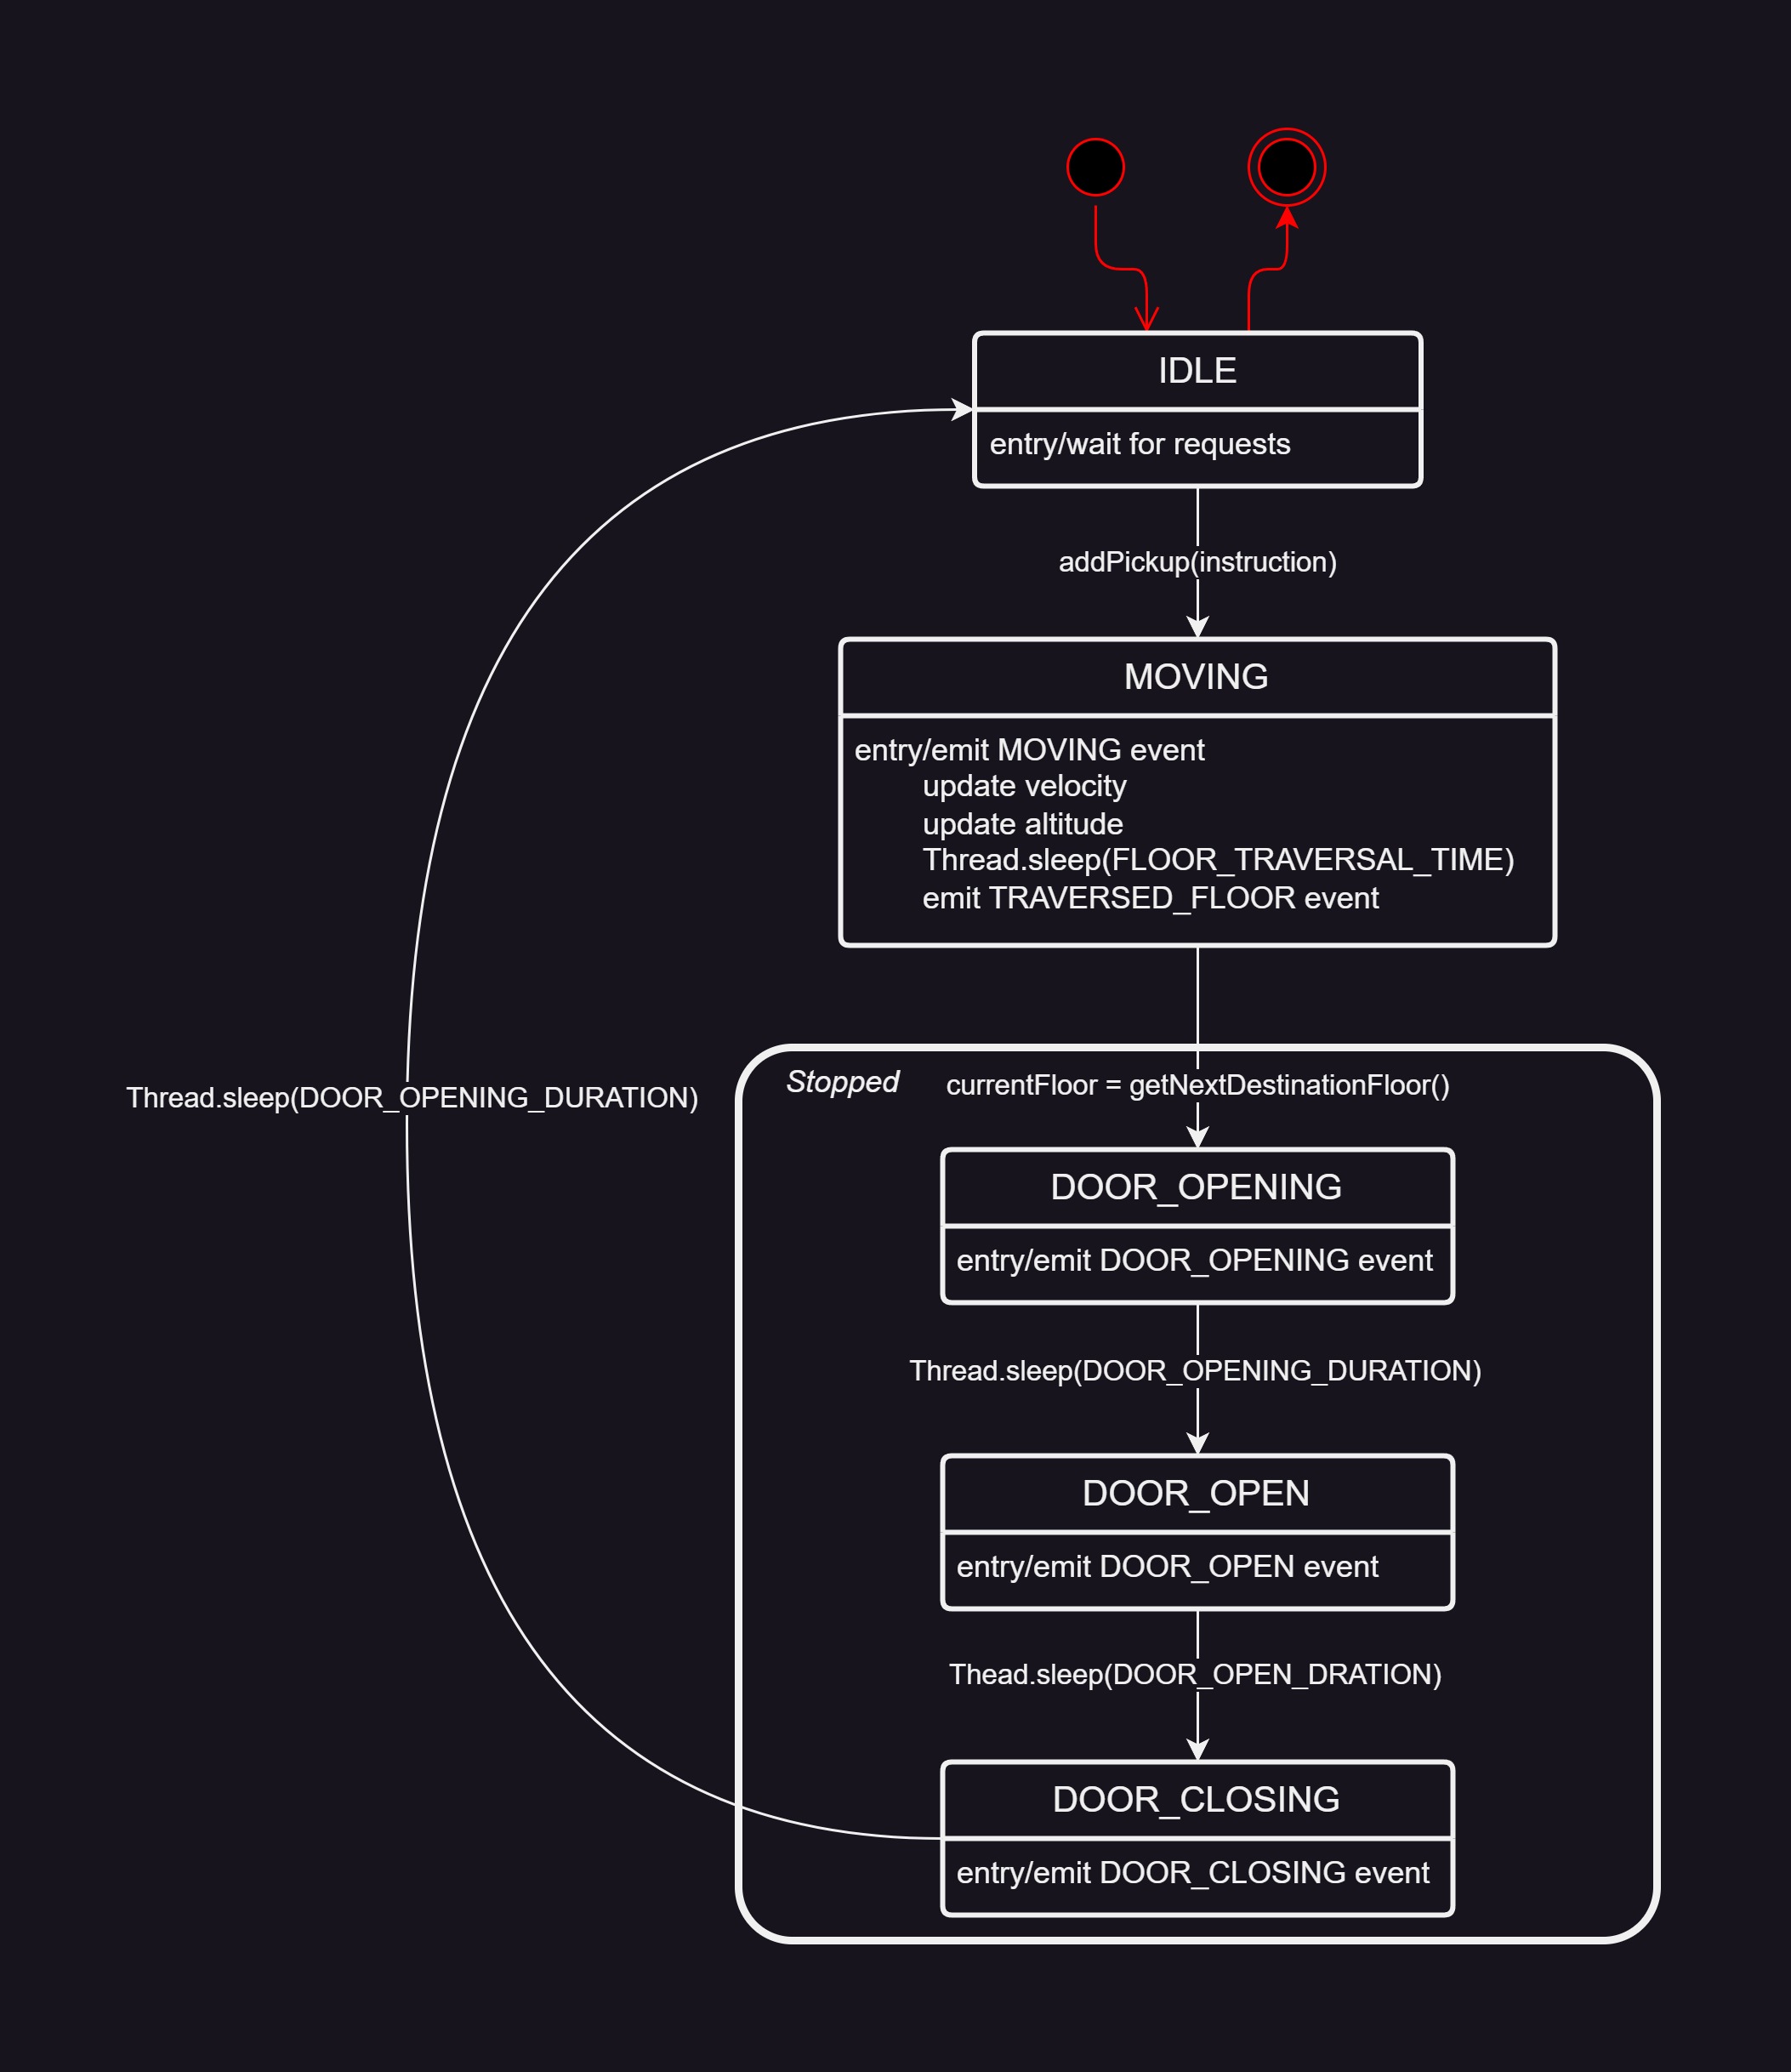 IDLE
entry/wait for requests
addPickup(instruction)
MOVING
entry/emit MOVING event
update velocity
update altitude
Thread.sleep(FLOOR_TRAVERSAL_TIME)
emit TRAVERSED_FLOOR event
Stopped
currentFloor = getNextDestinationFloor()
Thread.sleep(DOOR_OPENING_DURATION)
DOOR_OPENING
entry/emit DOOR_OPENING event
Thread.sleep(DOOR_OPENING_DURATION)
DOOR_OPEN
entry/emit DOOR_OPEN event
Thead.sleep(DOOR_OPEN_DRATION)
DOOR_CLOSING
entry/emit DOOR_CLOSING event